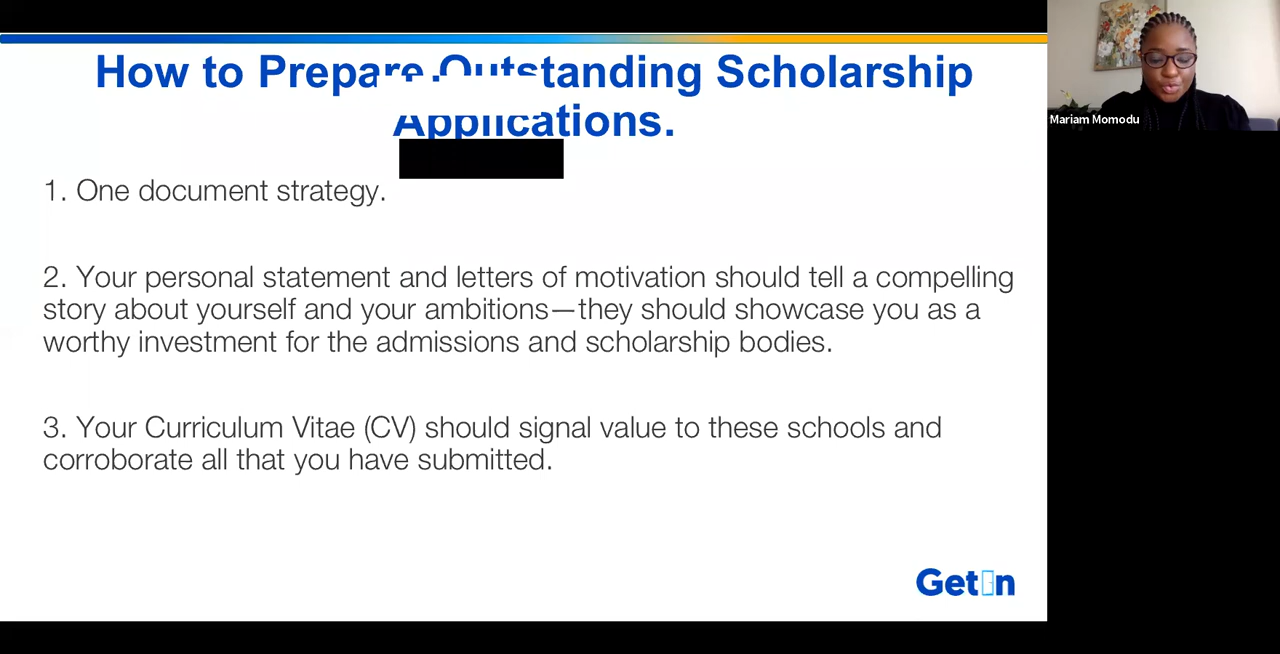 How to Prepare Outstanding Scholarship
Applications.
Mariam Momodu
1. One document strategy.
2. Your personal statement and letters of motivation should tell a compelling
story about yourself and your ambitions—they should showcase you as a
worthy investment for the admissions and scholarship bodies.
3. Your Curriculum Vitae (CV) should signal value to these schools and
corroborate all that you have submitted.
GetIn